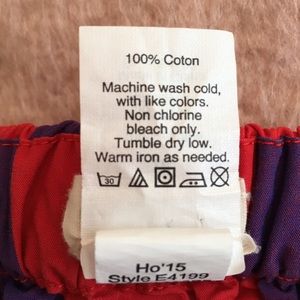 100% Coton
Machine wash cold,
with like colors.
Non chlorine
bleach only.
Tumble dry low.
Warm iron as needed.
30
Ho'15
Style E4199